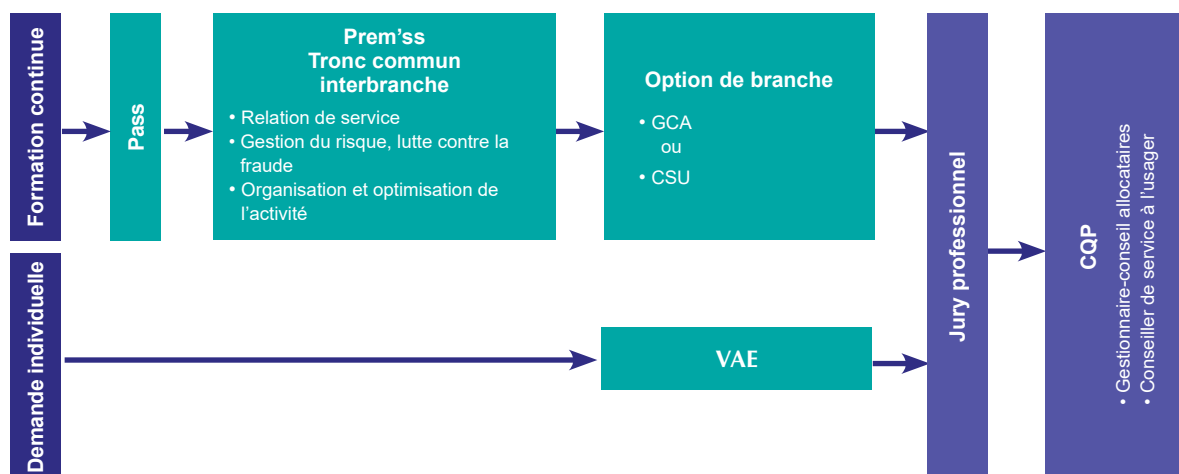 Formation continue
Pass
Prem'ss
Tronc commun
interbranche
• Relation de service
• Gestion du risque, lutte contre la
fraude
• Organisation et optimisation de
l'activité
Option de branche
• GCA
ou
• CSU
Demande individuelle
VAE
Jury professionnel
CQP
• Gestionnaire-conseil allocataires
• Conseiller de service à l'usager